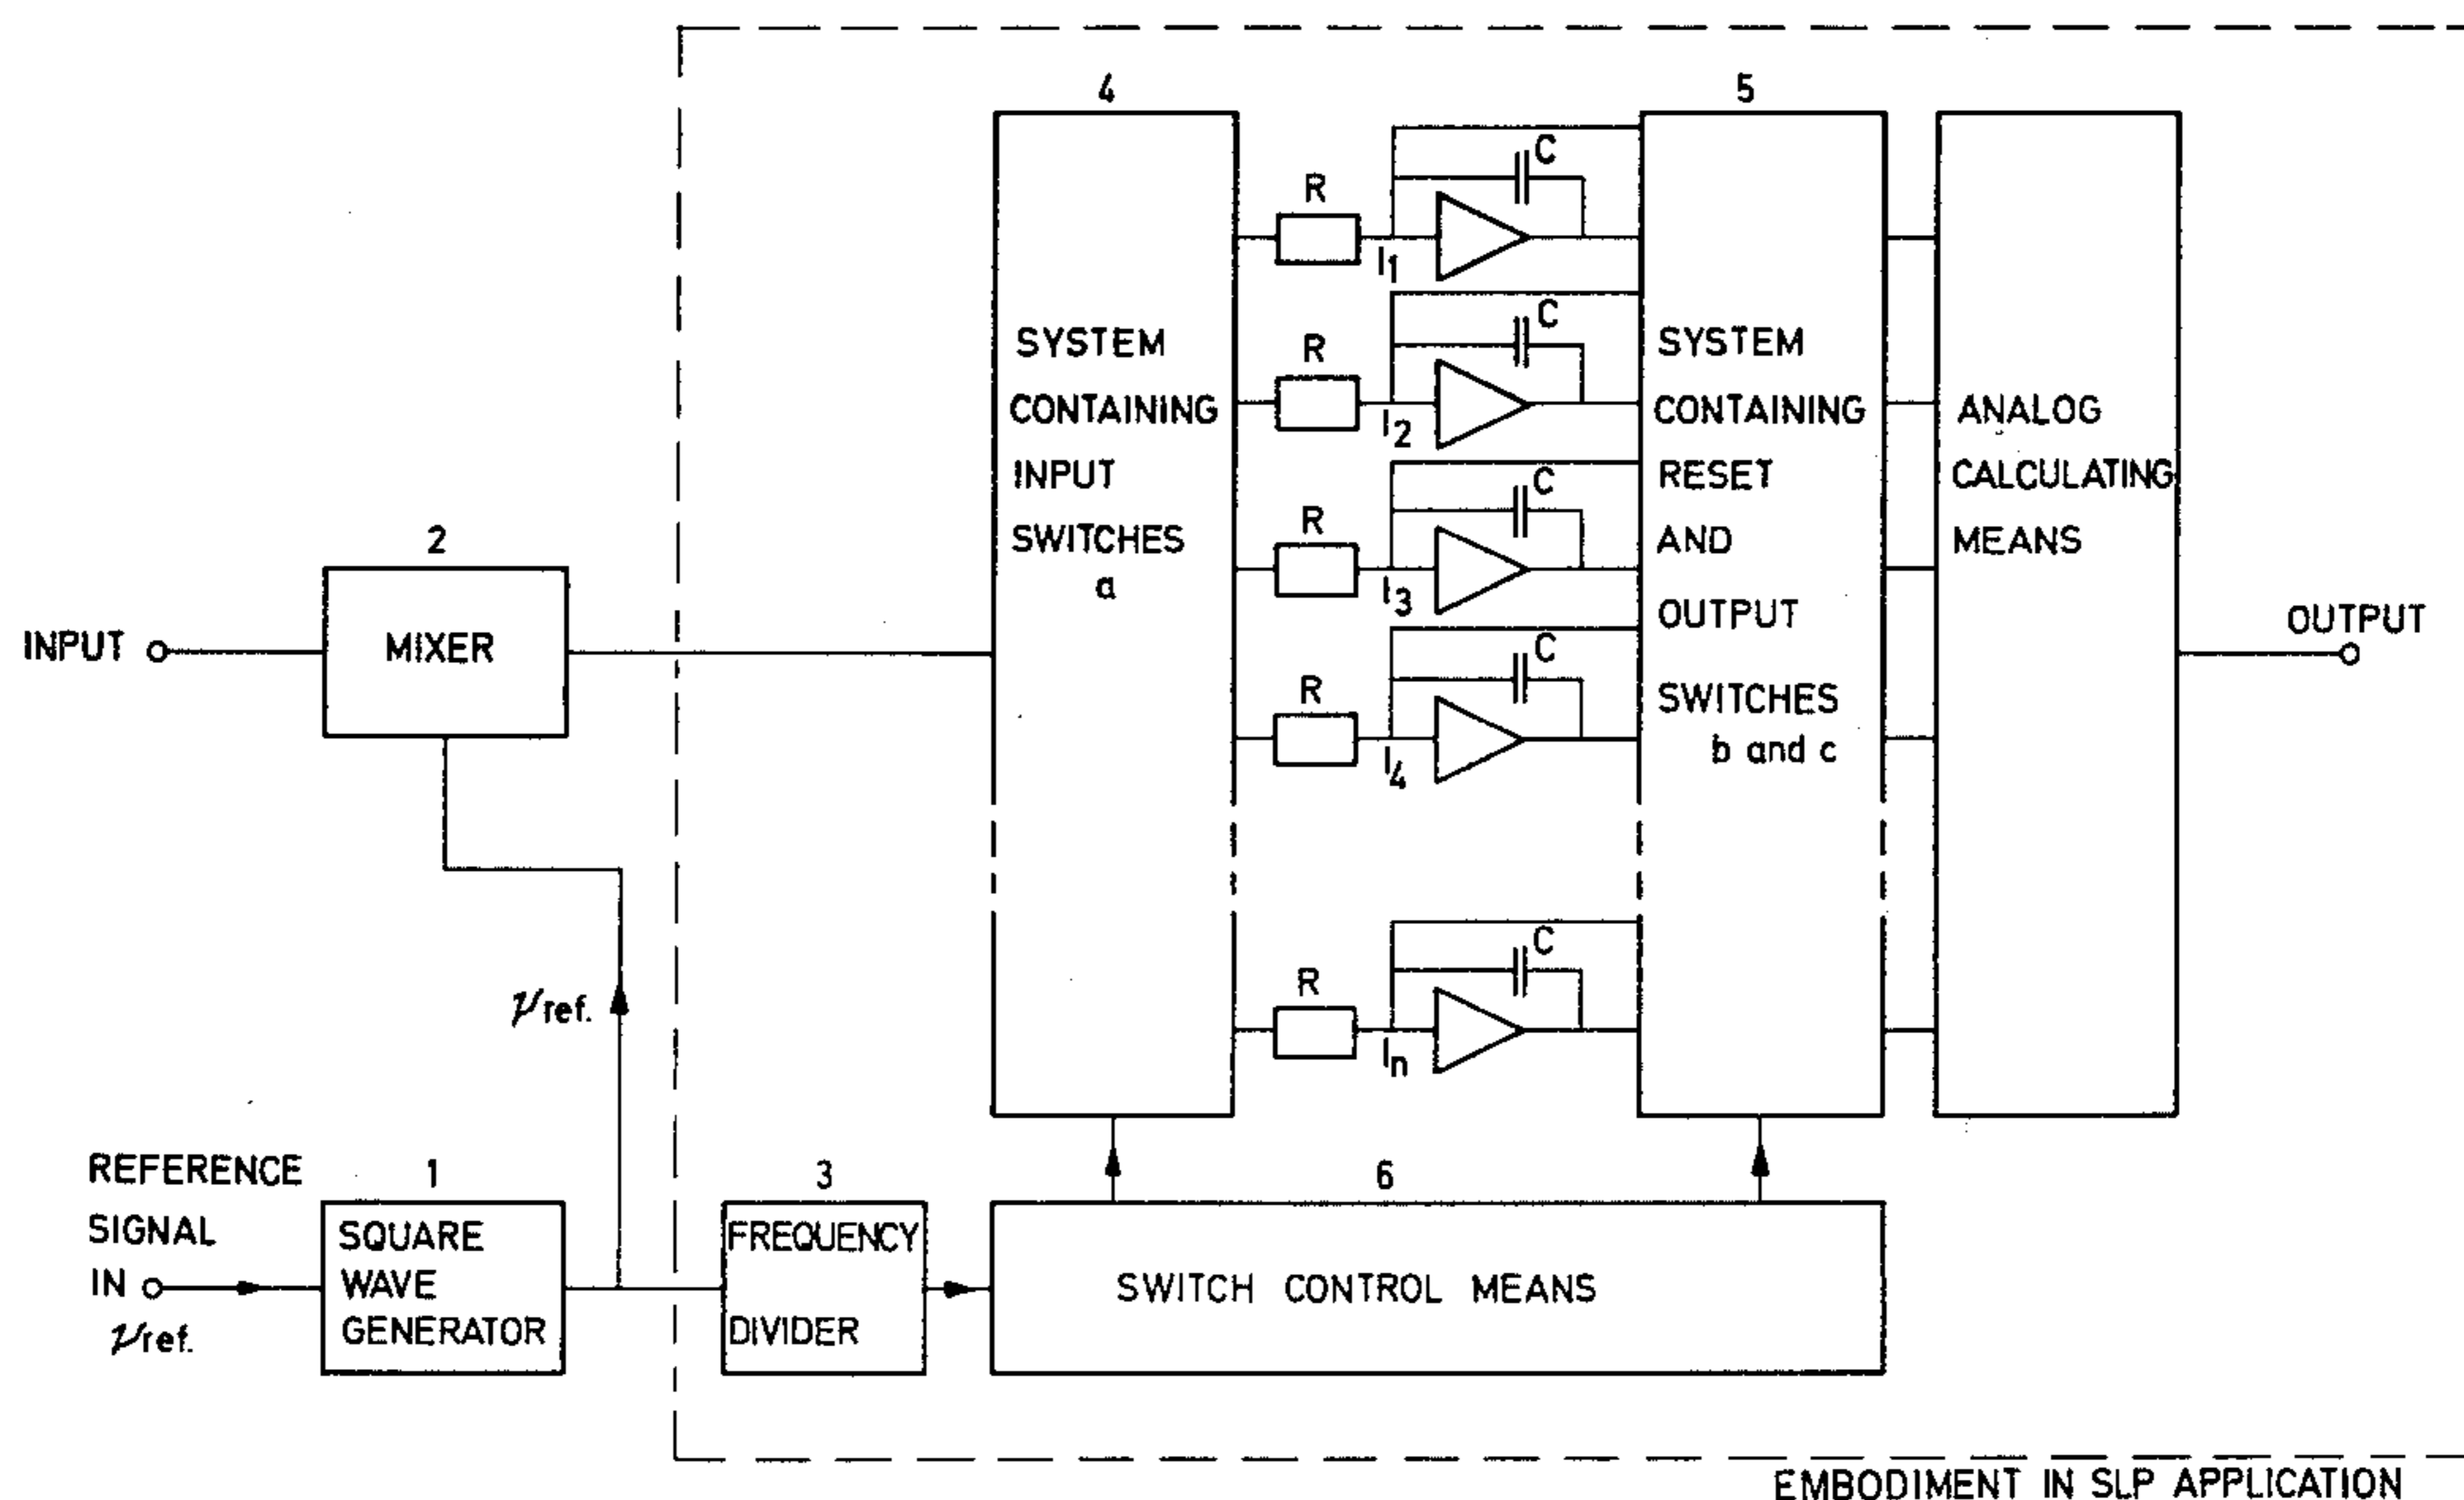 4
5
C
R
I1
C
R
I2
SYSTEM
CONTAINING
INPUT
SWITCHES
a
SYSTEM
CONTAINING
RESET
AND
OUTPUT
SWITCHES
b and c
ANALOG
CALCULATING
MEANS
C
R
I3
C
R
I4
C
R
In
2
INPUT
MIXER
OUTPUT
νref.
REFERENCE
SIGNAL
IN
νref.
1
SQUARE
WAVE
GENERATOR
3
FREQUENCY
DIVIDER
6
SWITCH CONTROL MEANS
EMBODIMENT IN SLP APPLICATION